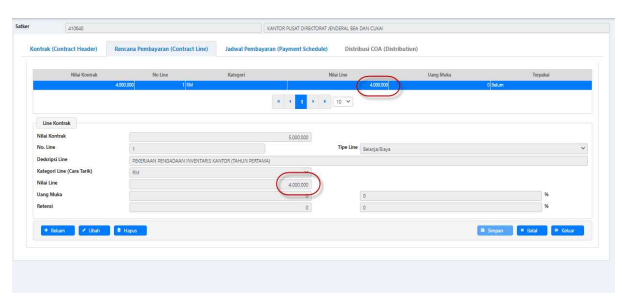 Satker 410640 KANTOR PUSAT DIREKTORAT JENDERAL BEA DAN CUKAI
Kontrak (Contract Header) Rencana Pembayaran (Contract Line) Jadwal Pembayaran (Payment Schedule) Distribusi COA (Distribution)
Nilai Kontrak No Line Kategori Nilai Line Uang Muka Terpakai
4.000.000 1 RM 4.000.000 0 Belum
« 1 » 10
Line Kontrak
Nilai Kontrak 5.000.000
No. Line 1 Tipe Line Belanja/Biaya
Deskripsi Line PEKERJAAN PENGADAAN INVENTARIS KANTOR (TAHUN PERTAMA)
Kategori Line (Cara Tarik) RM
Nilai Line 4.000.000
Uang Muka 0 0 %
Retensi 0 0 %
Rekam Ubah Hapus Simpan Batal Keluar